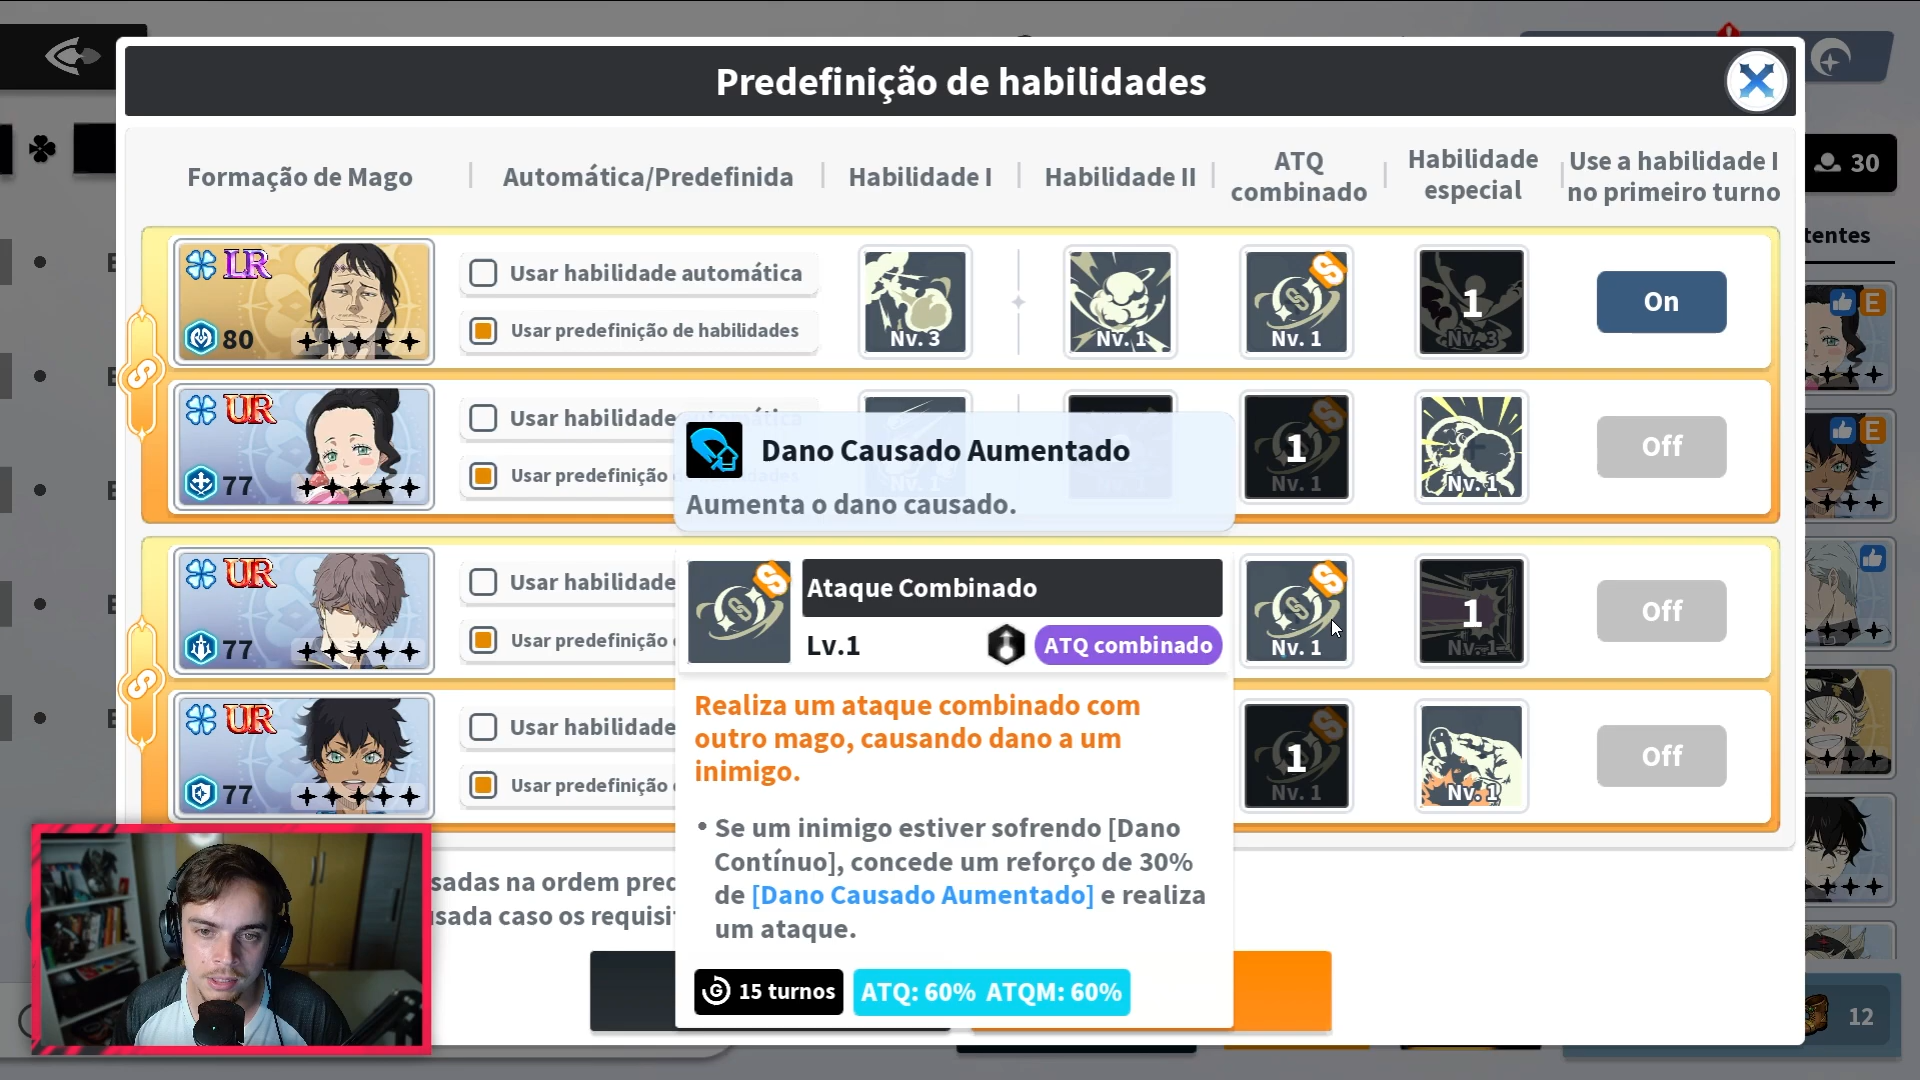 Predefinição de habilidades
Formação de Mago
Automática/Predefinida
Habilidade I
Habilidade II
ATQ
combinado
Habilidade
especial
Use a habilidade I
no primeiro turno
30
tentes
LR
80
Usar habilidade automática
Usar predefinição de habilidades
Nv. 3
Nv. 1
Nv. 1
1
Nv. 3
On
E
UR
77
Usar habilidade automática
Usar predefinição
Nv. 1
1
Nv. 1
Nv. 1
Off
E
Dano Causado Aumentado
Aumenta o dano causado.
UR
77
Usar habilidade
Usar predefinição
S
Nv. 1
1
Nv. 1
Off
UR
77
Usar habilidade
Usar predefinição
1
Nv. 1
Nv. 1
Off
Ataque Combinado
Lv.1
ATQ combinado
Realiza um ataque combinado com
outro mago, causando dano a um
inimigo.
• Se um inimigo estiver sofrendo [Dano
Contínuo], concede um reforço de 30%
de [Dano Causado Aumentado] e realiza
um ataque.
15 turnos
ATQ: 60% ATQM: 60%
sadas na ordem pred
usada caso os requisit
12